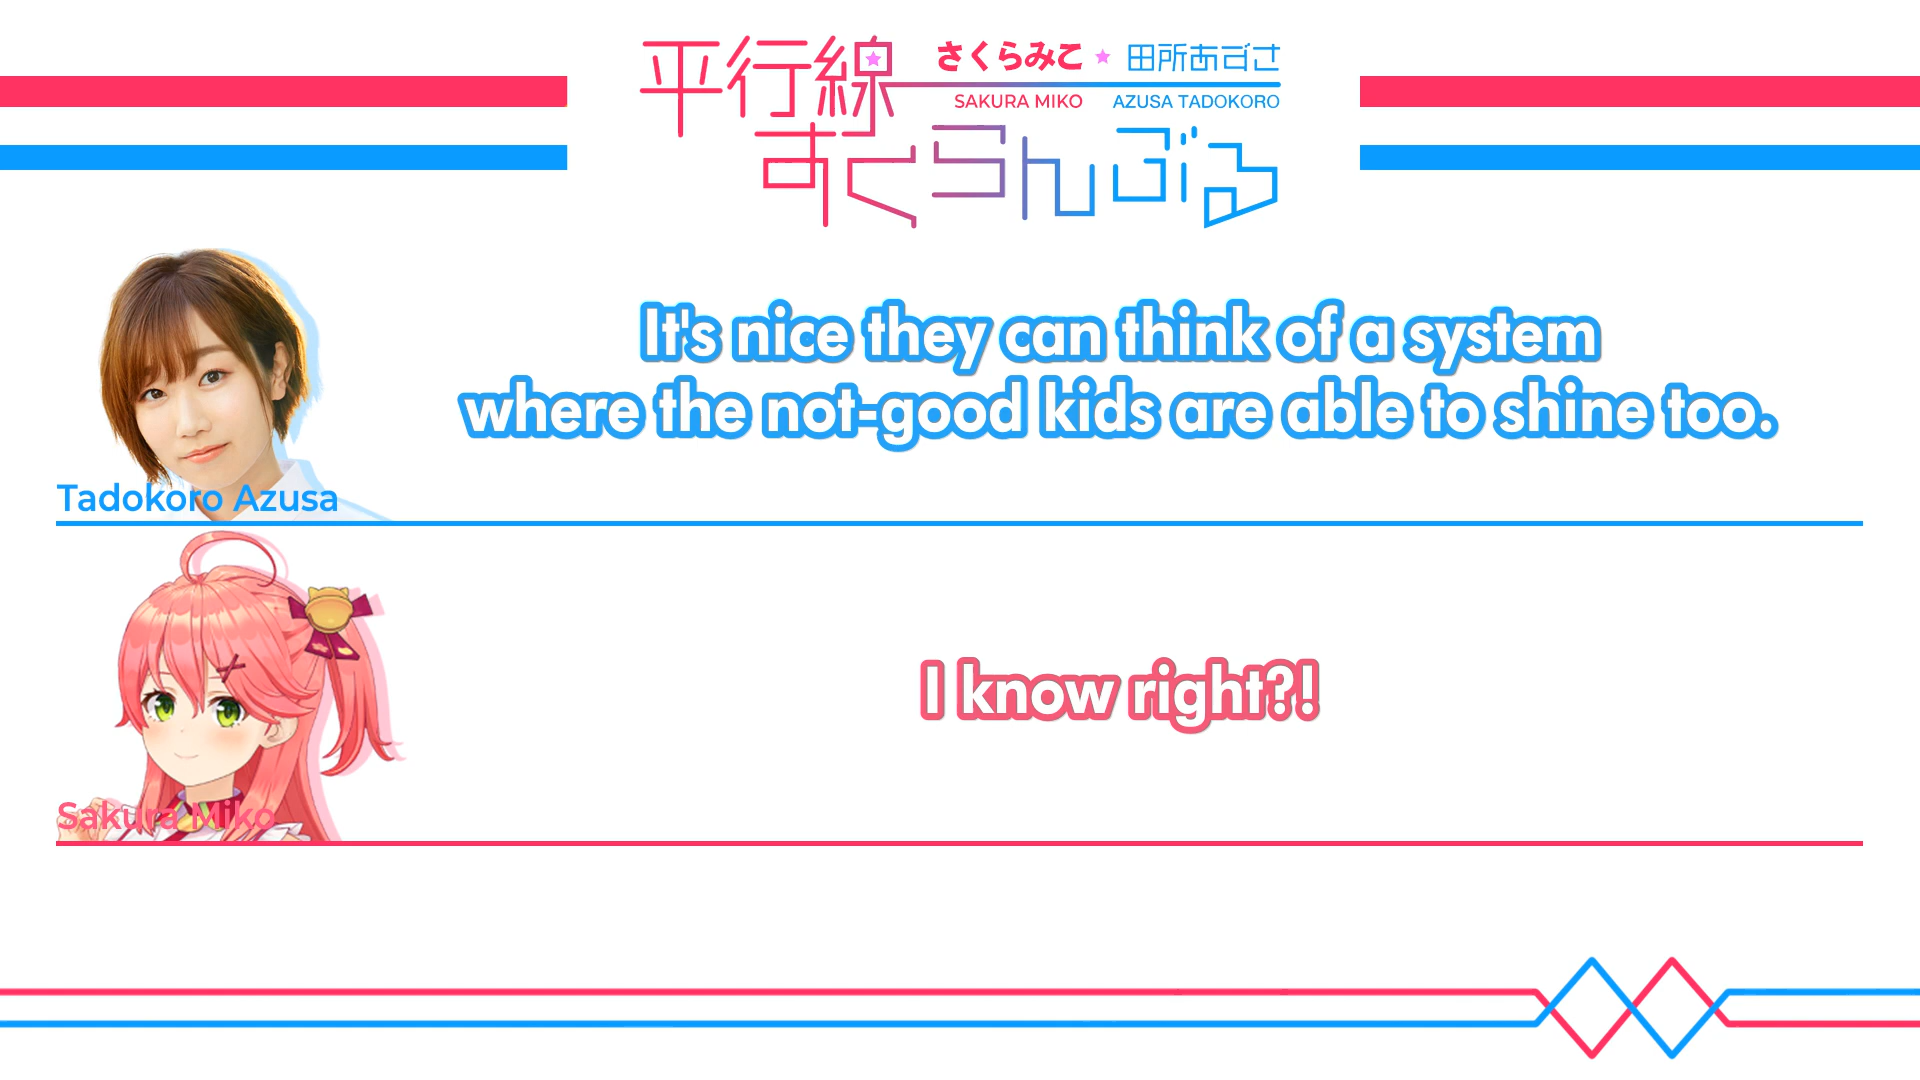 平行線
すくらんぶる
さくらみこ★田所あずさ
SAKURA MIKO AZUSA TADOKORO
It's nice they can think of a system
where the not-good kids are able to shine too.
Tadokoro Azusa
I know right?!
Sakura Miko